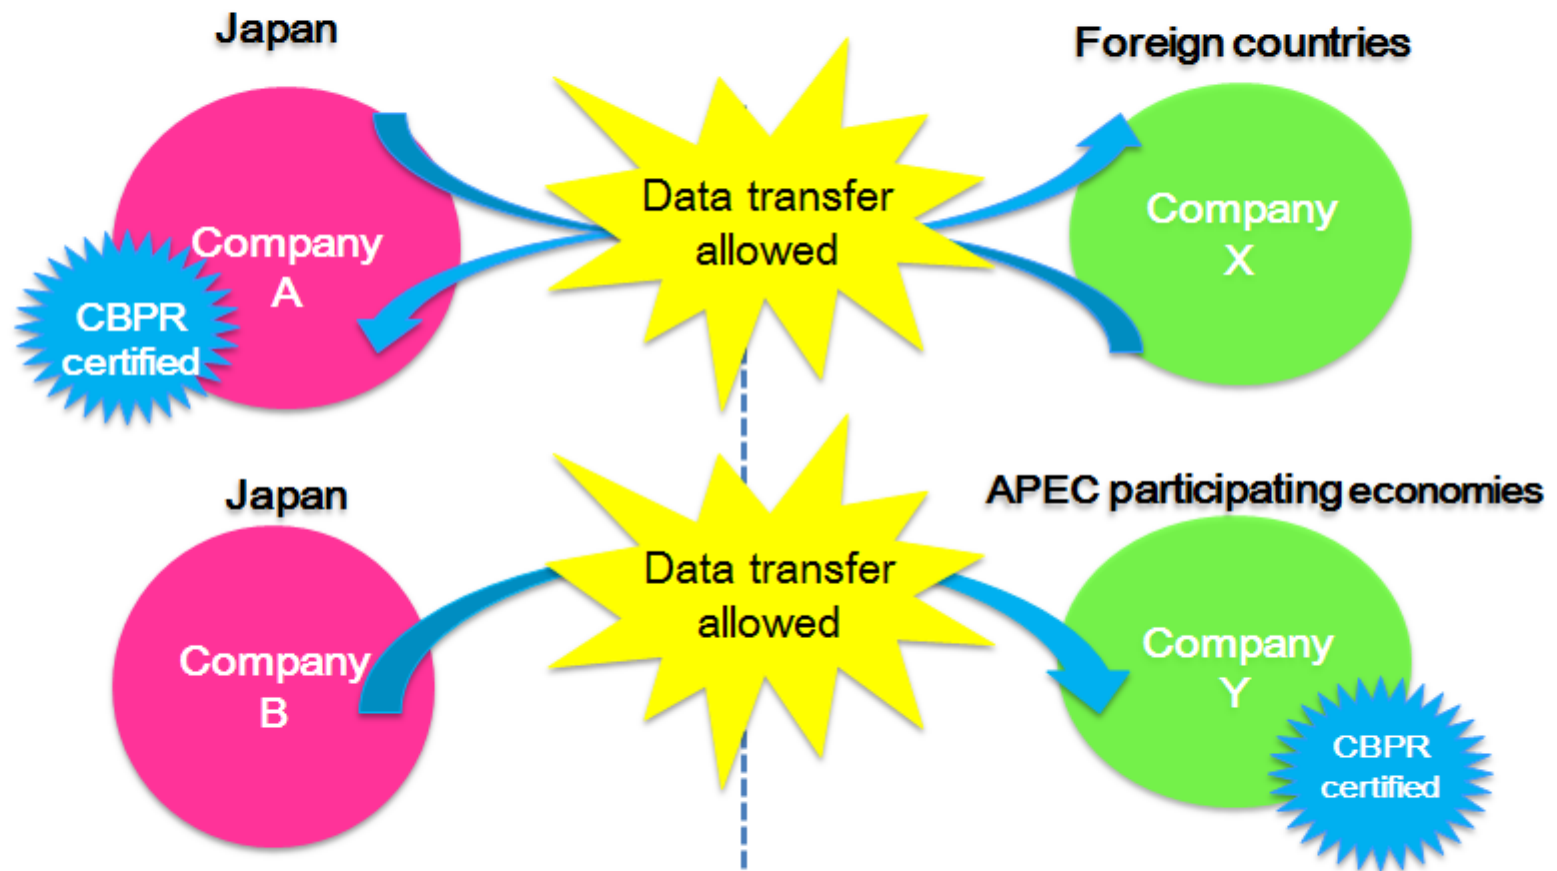 Japan
Foreign countries
Company
A
CBPR
certified
Data transfer
allowed
Company
X
Japan
APEC participating economies
Company
B
Data transfer
allowed
Company
Y
CBPR
certified